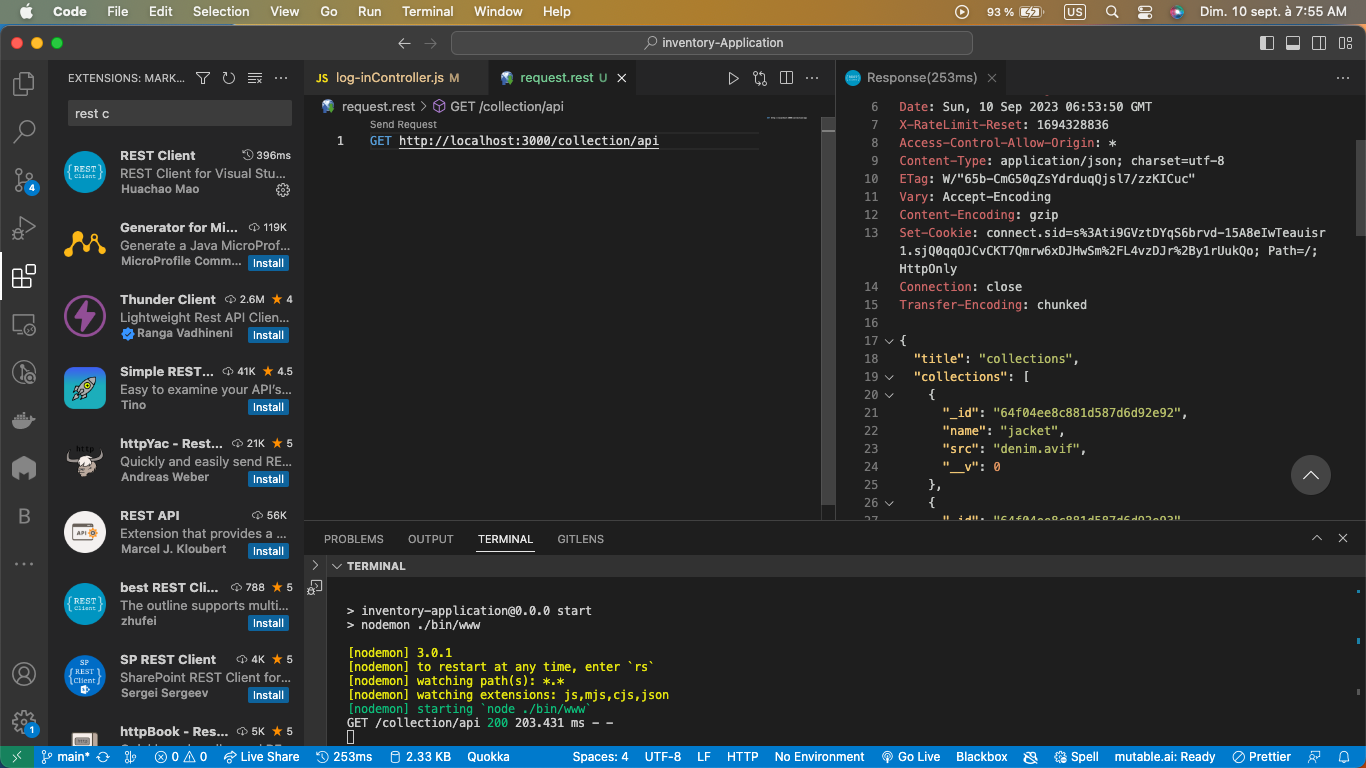 Code File Edit Selection View Go Run Terminal Window Help 93 % US Dim. 10 sept. à 7:55 AM
inventory-Application
EXTENSIONS: MARK...
rest c
REST Client 396ms
REST Client for Visual Stu...
Huachao Mao
Generator for Mi... 119K
Generate a Java MicroProf...
MicroProfile Comm... Install
Thunder Client 2.6M 4
Lightweight Rest API Clien...
Ranga Vadhineni Install
Simple REST... 41K 4.5
Easy to examine your API's...
Tino Install
httpYac - Rest... 21K 5
Quickly and easily send RE...
Andreas Weber Install
REST API 56K
Extension that provides a ...
Marcel J. Kloubert Install
best REST Cli... 788 5
The outline supports multi...
zhufei Install
SP REST Client 4K 5
SharePoint REST Client for...
Sergei Sergeev Install
httpBook - Res... 5K 5
JS log-inController.js M request.rest U
request.rest > GET /collection/api
Send Request
1 GET http://localhost:3000/collection/api
Response(253ms)
6 Date: Sun, 10 Sep 2023 06:53:50 GMT
7 X-RateLimit-Reset: 1694328836
8 Access-Control-Allow-Origin: *
9 Content-Type: application/json; charset=utf-8
10 ETag: W/"65b-CmG50qZsYdrduqQjsl7/zzKICuc"
11 Vary: Accept-Encoding
12 Content-Encoding: gzip
13 Set-Cookie: connect.sid=s%3Ati9GVztDYqS6brvd-15A8eIwTeauisr
1.sjQ0qqOJCvCKT7Qmrw6xDJHwSm%2FL4vzDJr%2By1rUukQo; Path=/;
HttpOnly
14 Connection: close
15 Transfer-Encoding: chunked
16
17 {
18 "title": "collections",
19 "collections": [
20 {
21 "_id": "64f04ee8c881d587d6d92e92",
22 "name": "jacket",
23 "src": "denim.avif",
24 "__v": 0
25 },
26 {
27 "_id": "64f04ee8c881d587d6d92e93",
PROBLEMS OUTPUT TERMINAL GITLENS
TERMINAL
> inventory-application@0.0.0 start
> nodemon ./bin/www
[nodemon] 3.0.1
[nodemon] to restart at any time, enter `rs`
[nodemon] watching path(s): *.*
[nodemon] watching extensions: js,mjs,cjs,json
[nodemon] starting `node ./bin/www`
GET /collection/api 200 203.431 ms - -
4
B
1
main* 0 0 Live Share 253ms 2.33 KB Quokka Spaces: 4 UTF-8 LF HTTP No Environment Go Live Blackbox Spell mutable.ai: Ready Prettier